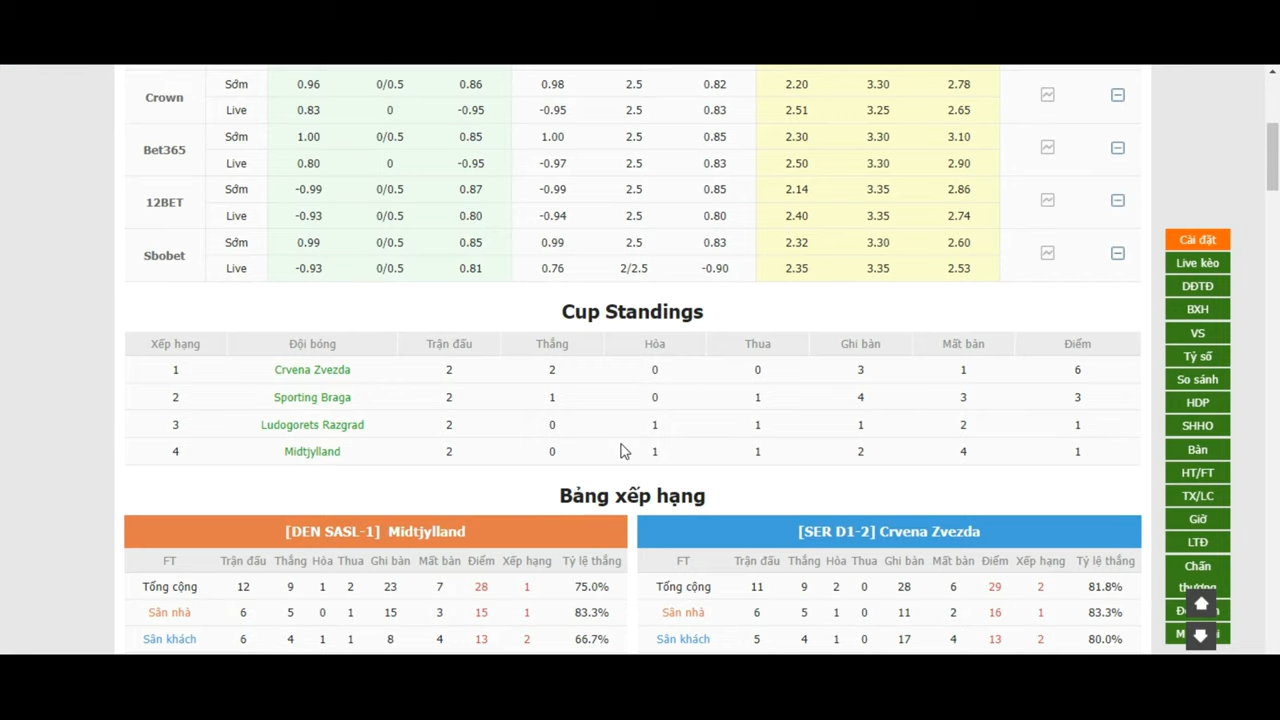 Crown Sớm 0.96 0/0.5 0.86 0.98 2.5 0.82 2.20 3.30 2.78
Live 0.83 0 -0.95 -0.95 2.5 0.83 2.51 3.25 2.65
Bet365 Sớm 1.00 0/0.5 0.85 1.00 2.5 0.85 2.30 3.30 3.10
Live 0.80 0 -0.95 -0.97 2.5 0.83 2.50 3.30 2.90
12BET Sớm -0.99 0/0.5 0.87 -0.99 2.5 0.85 2.14 3.35 2.86
Live -0.93 0/0.5 0.80 -0.94 2.5 0.80 2.40 3.35 2.74
Sbobet Sớm 0.99 0/0.5 0.85 0.99 2.5 0.83 2.32 3.30 2.60
Live -0.93 0/0.5 0.81 0.76 2/2.5 -0.90 2.35 3.35 2.53
Cup Standings
Xếp hạng Đội bóng Trận đấu Thắng Hòa Thua Ghi bàn Mất bàn Điểm
1 Crvena Zvezda 2 2 0 0 3 1 6
2 Sporting Braga 2 1 0 1 4 3 3
3 Ludogorets Razgrad 2 0 1 1 1 2 1
4 Midtjylland 2 0 1 1 2 4 1
Bảng xếp hạng
[DEN SASL-1] Midtjylland
FT Trận đấu Thắng Hòa Thua Ghi bàn Mất bàn Điểm Xếp hạng Tỷ lệ thắng
Tổng cộng 12 9 1 2 23 7 28 1 75.0%
Sân nhà 6 5 0 1 15 3 15 1 83.3%
Sân khách 6 4 1 1 8 4 13 2 66.7%
[SER D1-2] Crvena Zvezda
FT Trận đấu Thắng Hòa Thua Ghi bàn Mất bàn Điểm Xếp hạng Tỷ lệ thắng
Tổng cộng 11 9 2 0 28 6 29 2 81.8%
Sân nhà 6 5 1 0 11 2 16 1 83.3%
Sân khách 5 4 1 0 17 4 13 2 80.0%
Cài đặt
Live kèo
DĐTĐ
BXH
VS
Tỷ số
So sánh
HDP
SHHO
Bàn
HT/FT
TX/LC
Giờ
LTĐ
Chấn
thương